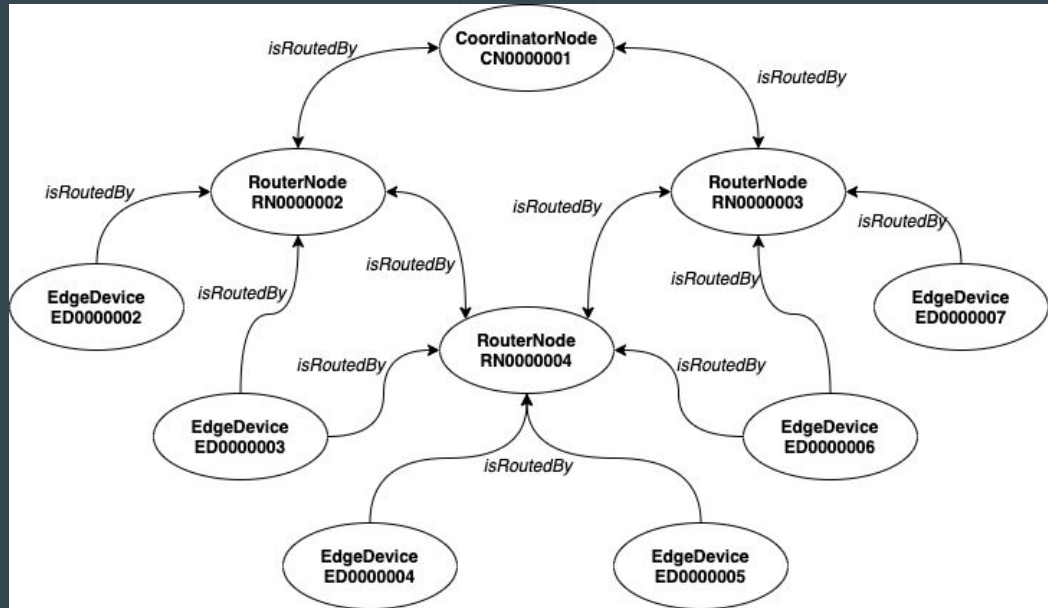 isRoutedBy
CoordinatorNode
CN0000001
isRoutedBy
RouterNode
RN0000002
RouterNode
RN0000003
isRoutedBy
isRoutedBy
isRoutedBy
isRoutedBy
isRoutedBy
isRoutedBy
EdgeDevice
ED0000002
EdgeDevice
ED0000007
RouterNode
RN0000004
isRoutedBy
isRoutedBy
EdgeDevice
ED0000003
EdgeDevice
ED0000006
isRoutedBy
EdgeDevice
ED0000004
EdgeDevice
ED0000005